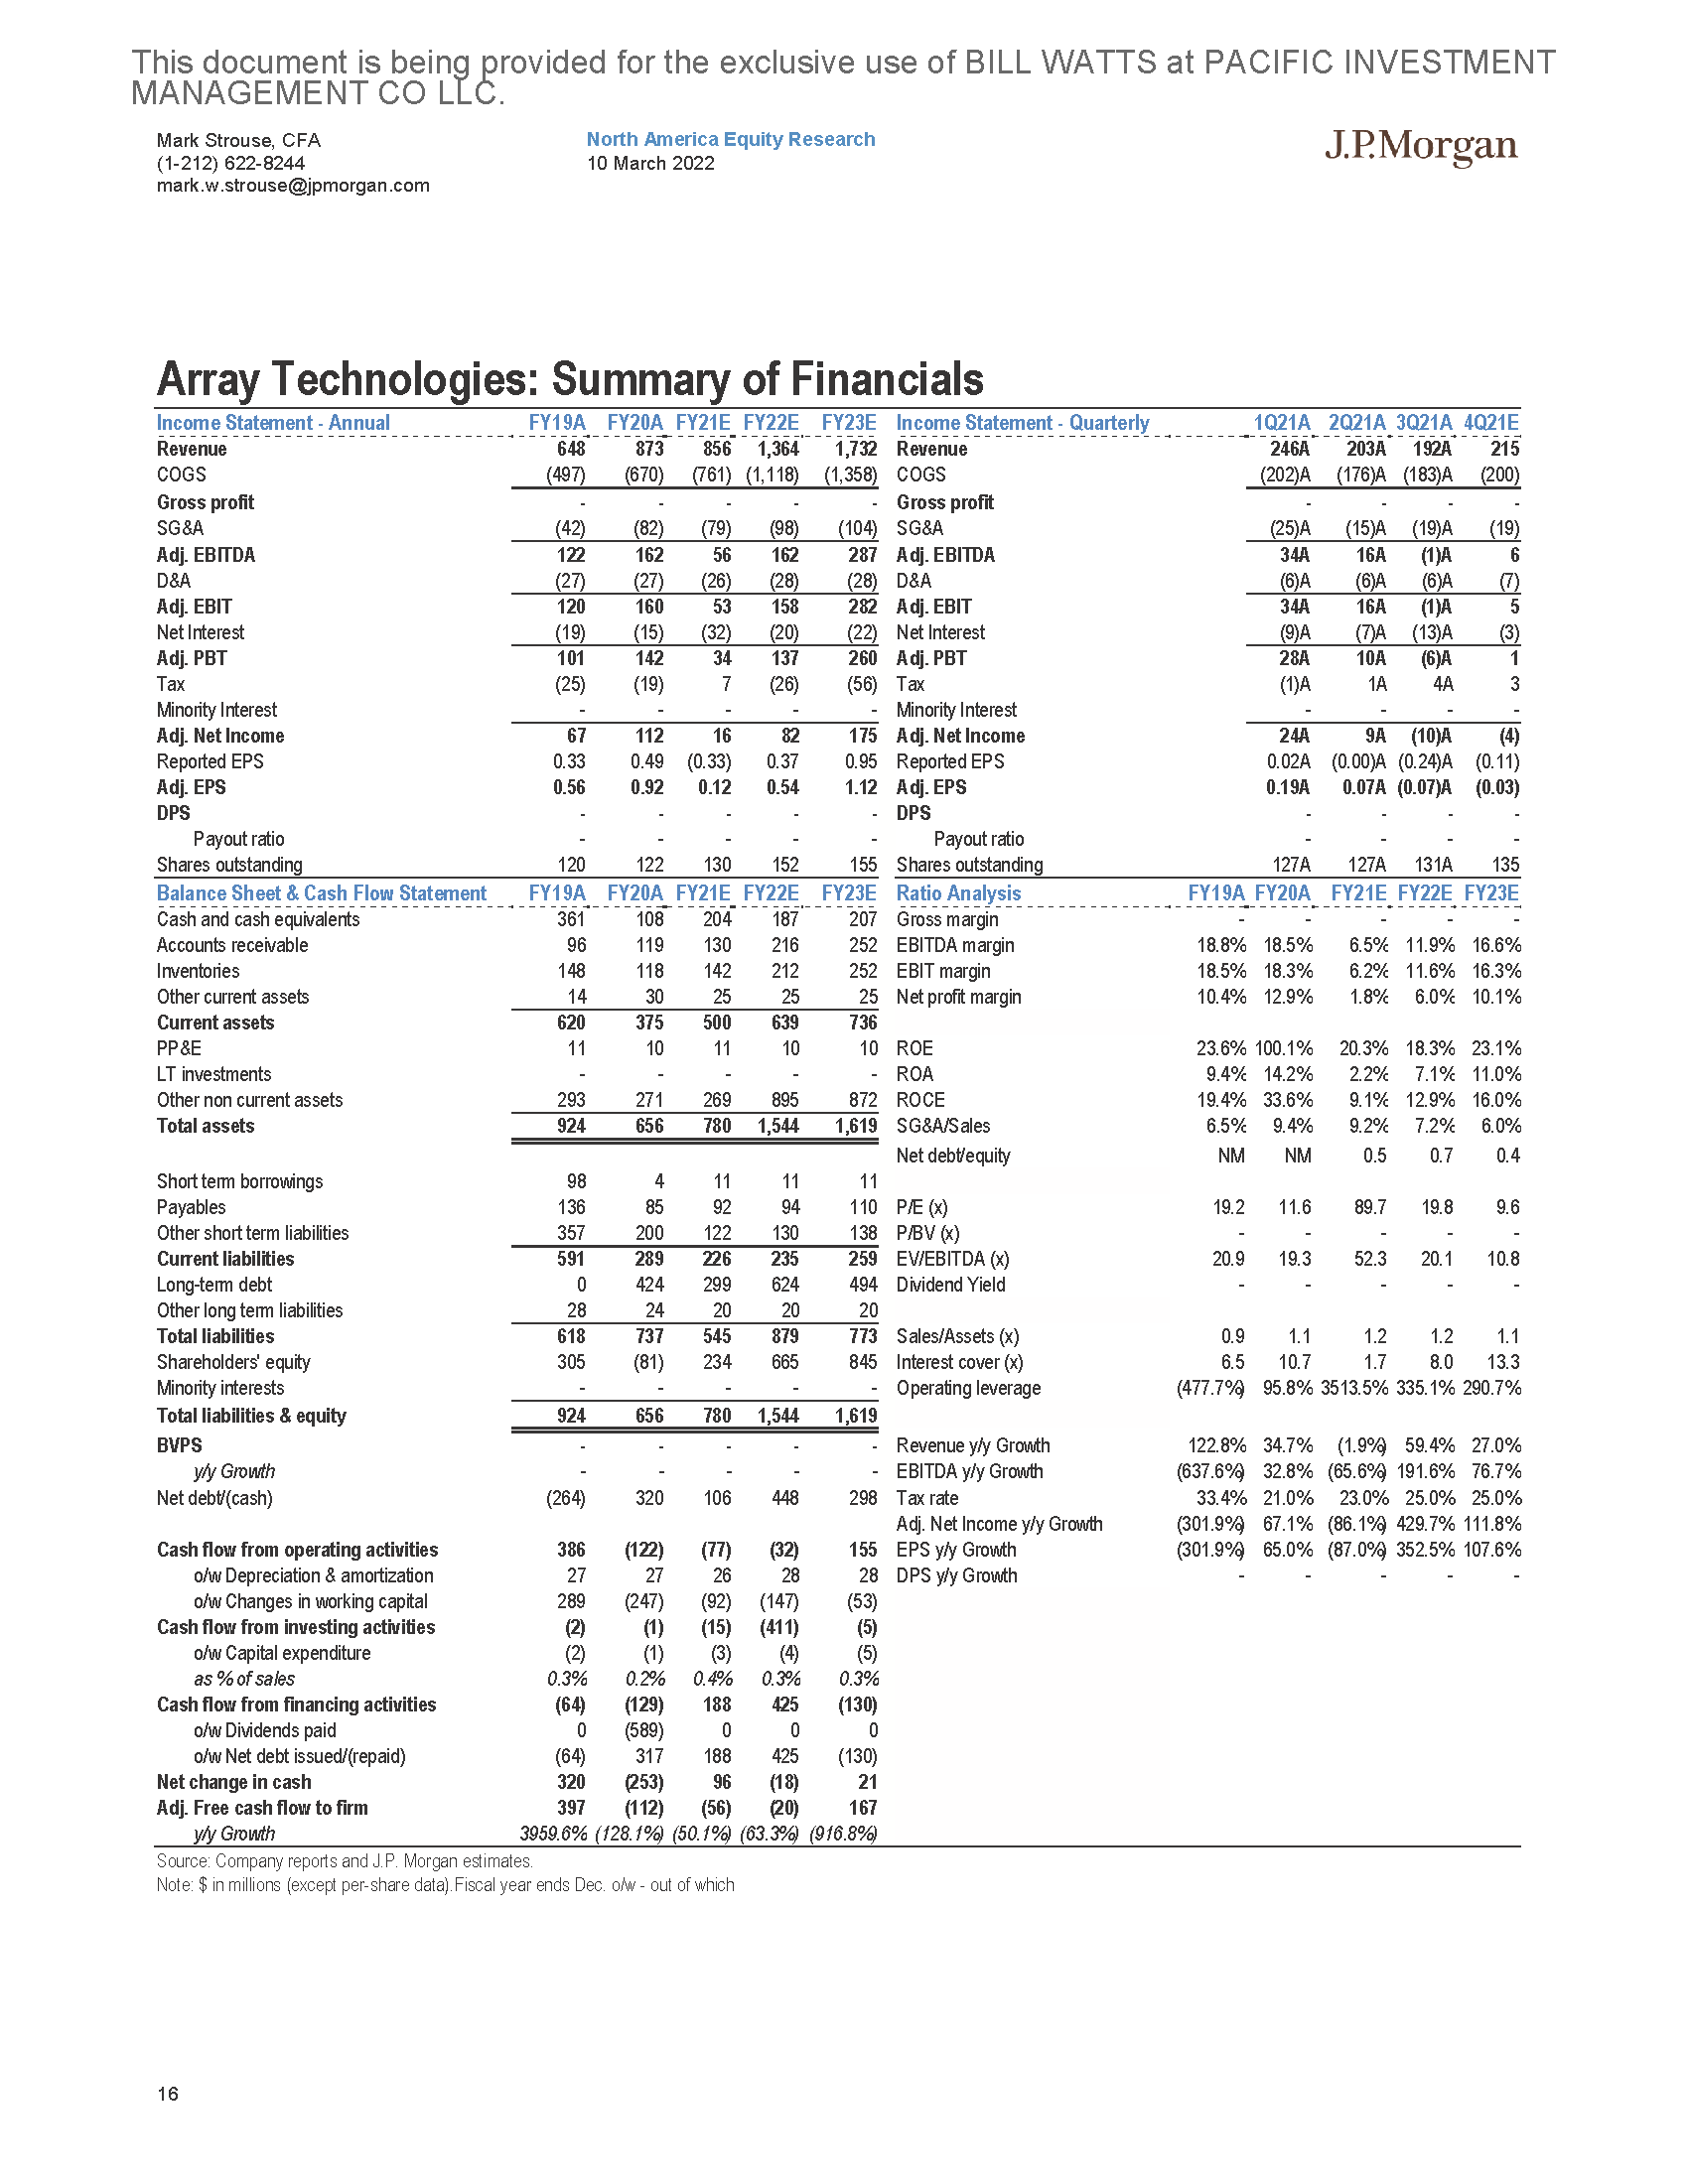 This document is being provided for the exclusive use of BILL WATTS at PACIFIC INVESTMENT
MANAGEMENT CO LLC.
Mark Strouse, CFA
(1-212) 622-8244
mark.w.strouse@jpmorgan.com
North America Equity Research
10 March 2022
J.P.Morgan
Array Technologies: Summary of Financials
Income Statement - Annual FY19A FY20A FY21E FY22E FY23E
Revenue 648 873 856 1,364 1,732
COGS (497) (670) (761) (1,118) (1,358)
Gross profit - - - - -
SG&A (42) (82) (79) (98) (104)
Adj. EBITDA 122 162 56 162 287
D&A (27) (27) (26) (28) (28)
Adj. EBIT 120 160 53 158 282
Net Interest (19) (15) (32) (20) (22)
Adj. PBT 101 142 34 137 260
Tax (25) (19) 7 (26) (56)
Minority Interest - - - - -
Adj. Net Income 67 112 16 82 175
Reported EPS 0.33 0.49 (0.33) 0.37 0.95
Adj. EPS 0.56 0.92 0.12 0.54 1.12
DPS - - - - -
Payout ratio - - - - -
Shares outstanding 120 122 130 152 155
Income Statement - Quarterly 1Q21A 2Q21A 3Q21A 4Q21E
Revenue 246A 203A 192A 215
COGS (202)A (176)A (183)A (200)
Gross profit - - - -
SG&A (25)A (15)A (19)A (19)
Adj. EBITDA 34A 16A (1)A 6
D&A (6)A (6)A (6)A (7)
Adj. EBIT 34A 16A (1)A 5
Net Interest (9)A (7)A (13)A (3)
Adj. PBT 28A 10A (6)A 1
Tax (1)A 1A 4A 3
Minority Interest - - - -
Adj. Net Income 24A 9A (10)A (4)
Reported EPS 0.02A (0.00)A (0.24)A (0.11)
Adj. EPS 0.19A 0.07A (0.07)A (0.03)
DPS - - - -
Payout ratio - - - -
Shares outstanding 127A 127A 131A 135
Balance Sheet & Cash Flow Statement FY19A FY20A FY21E FY22E FY23E
Cash and cash equivalents 361 108 204 187 207
Accounts receivable 96 119 130 216 252
Inventories 148 118 142 212 252
Other current assets 14 30 25 25 25
Current assets 620 375 500 639 736
PP&E 11 10 11 10 10
LT investments - - - - -
Other non current assets 293 271 269 895 872
Total assets 924 656 780 1,544 1,619
Short term borrowings 98 4 11 11 11
Payables 136 85 92 94 110
Other short term liabilities 357 200 122 130 138
Current liabilities 591 289 226 235 259
Long-term debt 0 424 299 624 494
Other long term liabilities 28 24 20 20 20
Total liabilities 618 737 545 879 773
Shareholders' equity 305 (81) 234 665 845
Minority interests - - - - -
Total liabilities & equity 924 656 780 1,544 1,619
BVPS - - - - -
y/y Growth - - - - -
Net debt/(cash) (264) 320 106 448 298
Cash flow from operating activities 386 (122) (77) (32) 155
o/w Depreciation & amortization 27 27 26 28 28
o/w Changes in working capital 289 (247) (92) (147) (53)
Cash flow from investing activities (2) (1) (15) (411) (5)
o/w Capital expenditure (2) (1) (3) (4) (5)
as % of sales 0.3% 0.2% 0.4% 0.3% 0.3%
Cash flow from financing activities (64) (129) 188 425 (130)
o/w Dividends paid 0 (589) 0 0 0
o/w Net debt issued/(repaid) (64) 317 188 425 (130)
Net change in cash 320 (253) 96 (18) 21
Adj. Free cash flow to firm 397 (112) (56) (20) 167
y/y Growth 3959.6% (128.1%) (50.1%) (63.3%) (916.8%)
Ratio Analysis FY19A FY20A FY21E FY22E FY23E
Gross margin - - - - -
EBITDA margin 18.8% 18.5% 6.5% 11.9% 16.6%
EBIT margin 18.5% 18.3% 6.2% 11.6% 16.3%
Net profit margin 10.4% 12.9% 1.8% 6.0% 10.1%
ROE 23.6% 100.1% 20.3% 18.3% 23.1%
ROA 9.4% 14.2% 2.2% 7.1% 11.0%
ROCE 19.4% 33.6% 9.1% 12.9% 16.0%
SG&A/Sales 6.5% 9.4% 9.2% 7.2% 6.0%
Net debt/equity NM NM 0.5 0.7 0.4
P/E (x) 19.2 11.6 89.7 19.8 9.6
P/BV (x) - - - - -
EV/EBITDA (x) 20.9 19.3 52.3 20.1 10.8
Dividend Yield - - - - -
Sales/Assets (x) 0.9 1.1 1.2 1.2 1.1
Interest cover (x) 6.5 10.7 1.7 8.0 13.3
Operating leverage (477.7%) 95.8% 3513.5% 335.1% 290.7%
Revenue y/y Growth 122.8% 34.7% (1.9%) 59.4% 27.0%
EBITDA y/y Growth (637.6%) 32.8% (65.6%) 191.6% 76.7%
Tax rate 33.4% 21.0% 23.0% 25.0% 25.0%
Adj. Net Income y/y Growth (301.9%) 67.1% (86.1%) 429.7% 111.8%
EPS y/y Growth (301.9%) 65.0% (87.0%) 352.5% 107.6%
DPS y/y Growth - - - - -
Source: Company reports and J.P. Morgan estimates.
Note: $ in millions (except per-share data).Fiscal year ends Dec. o/w - out of which
16